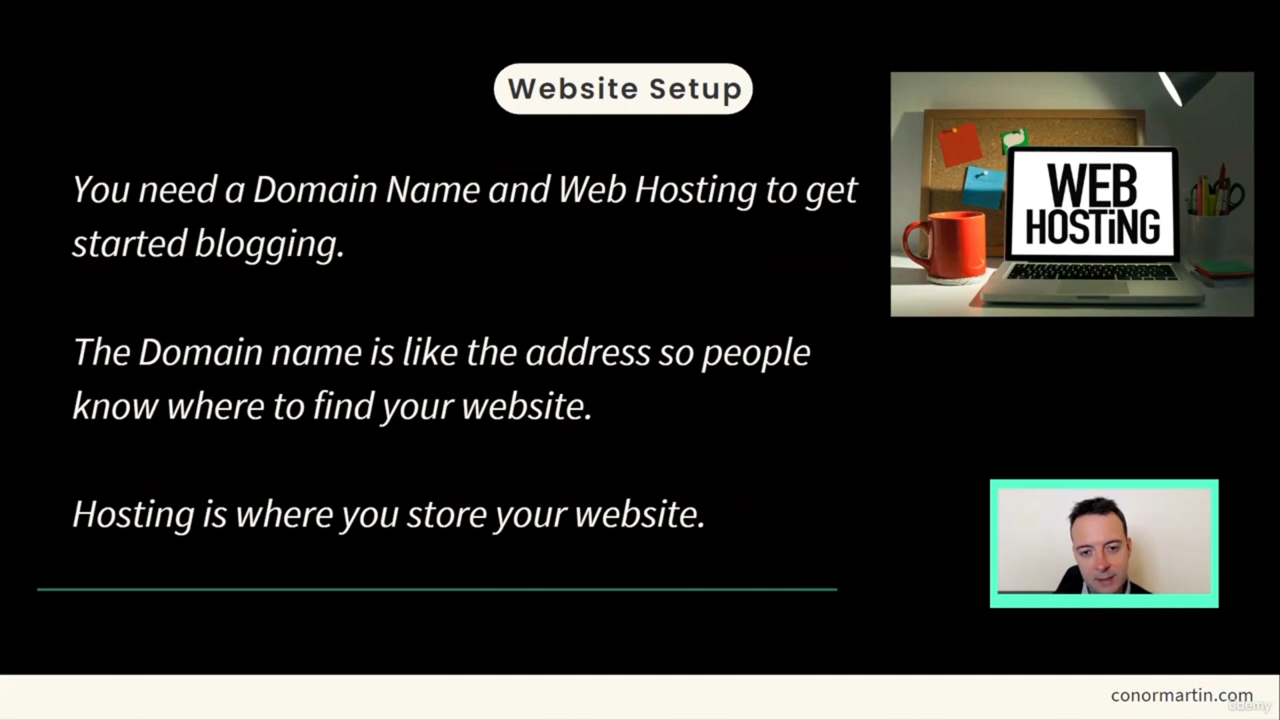 Website Setup
You need a Domain Name and Web Hosting to get
started blogging.
The Domain name is like the address so people
know where to find your website.
Hosting is where you store your website.
WEB
HOSTiNG
conormartin.com
udemy